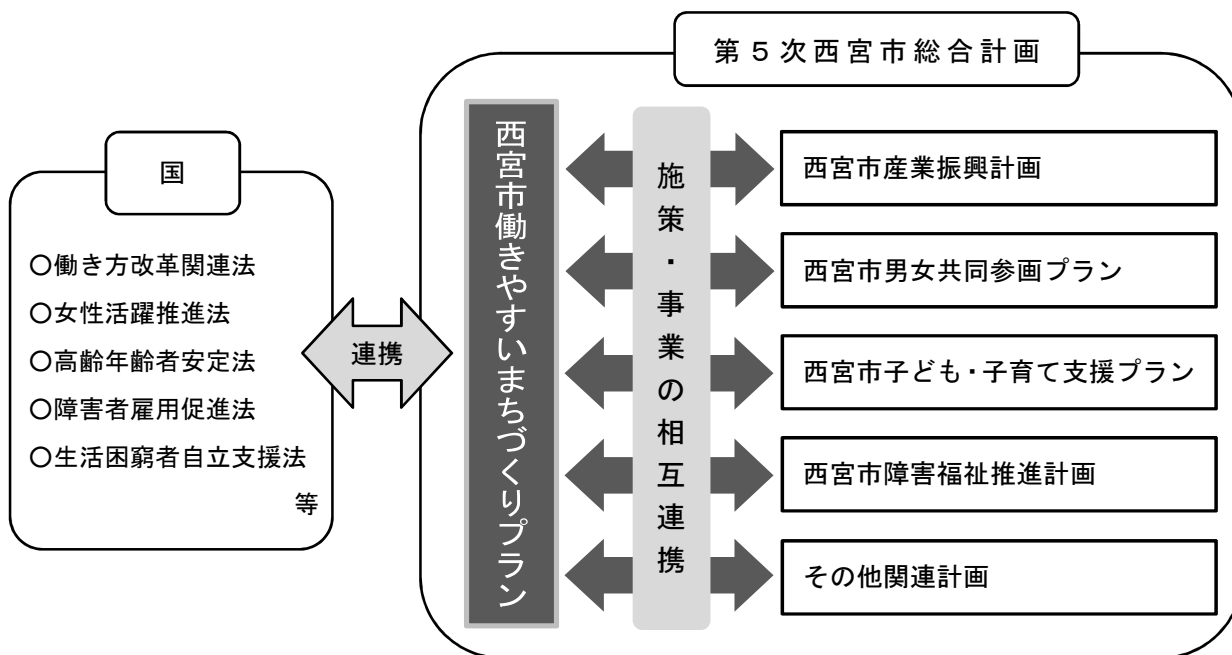 第５次西宮市総合計画
国
〇働き方改革関連法
〇女性活躍推進法
〇高齢年齢者安定法
〇障害者雇用促進法
〇生活困窮者自立支援法
等
連携
西宮市働きやすいまちづくりプラン
施策・事業の相互連携
西宮市産業振興計画
西宮市男女共同参画プラン
西宮市子ども・子育て支援プラン
西宮市障害福祉推進計画
その他関連計画